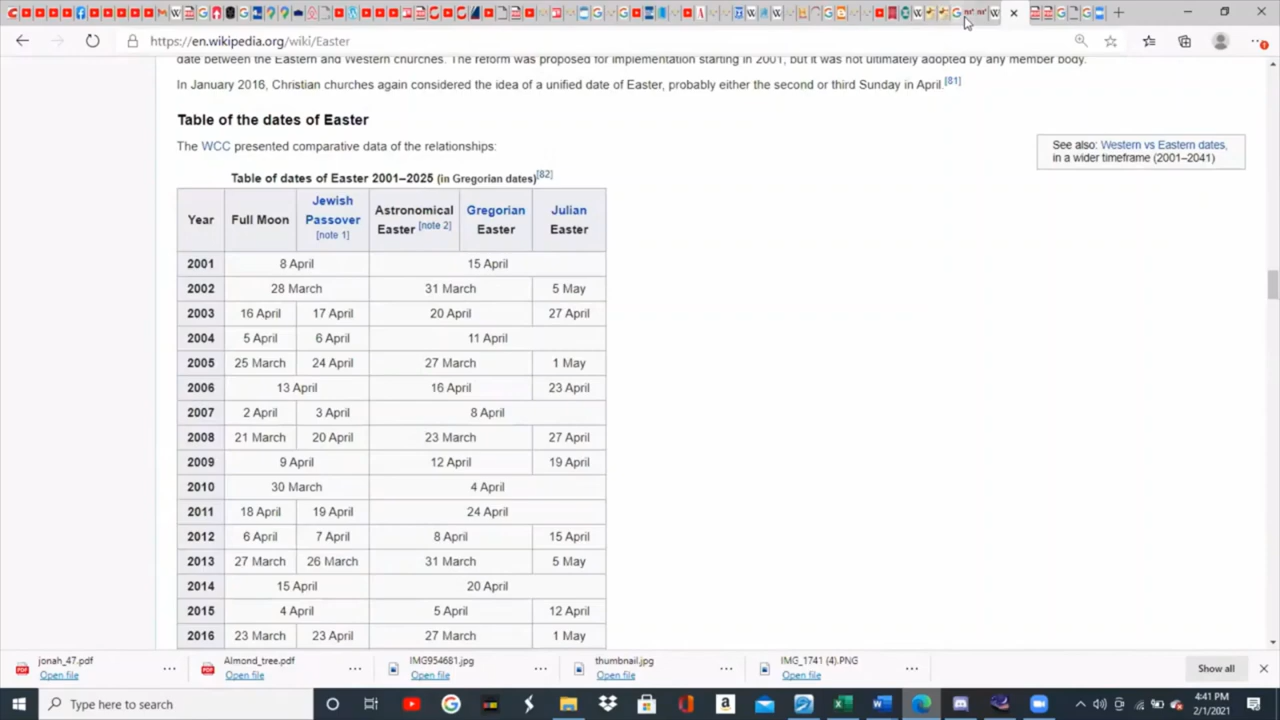 https://en.wikipedia.org/wiki/Easter
date between the Eastern and Western churches. The reform was proposed for implementation starting in 2001, but it was not ultimately adopted by any member body.
In January 2016, Christian churches again considered the idea of a unified date of Easter, probably either the second or third Sunday in April.[81]
Table of the dates of Easter
The WCC presented comparative data of the relationships:
See also: Western vs Eastern dates,
in a wider timeframe (2001–2041)
Table of dates of Easter 2001–2025 (in Gregorian dates)[82]
Year Full Moon Jewish Passover [note 1] Astronomical Easter [note 2] Gregorian Easter Julian Easter
2001 8 April 15 April
2002 28 March 31 March 5 May
2003 16 April 17 April 20 April 27 April
2004 5 April 6 April 11 April
2005 25 March 24 April 27 March 1 May
2006 13 April 16 April 23 April
2007 2 April 3 April 8 April
2008 21 March 20 April 23 March 27 April
2009 9 April 12 April 19 April
2010 30 March 4 April
2011 18 April 19 April 24 April
2012 6 April 7 April 8 April 15 April
2013 27 March 26 March 31 March 5 May
2014 15 April 20 April
2015 4 April 5 April 12 April
2016 23 March 23 April 27 March 1 May
jonah_47.pdf Almond_tree.pdf IMG954681.jpg thumbnail.jpg IMG_1741 (4).PNG
Open file Open file Open file Open file Open file Show all
Type here to search
4:41 PM
2/1/2021